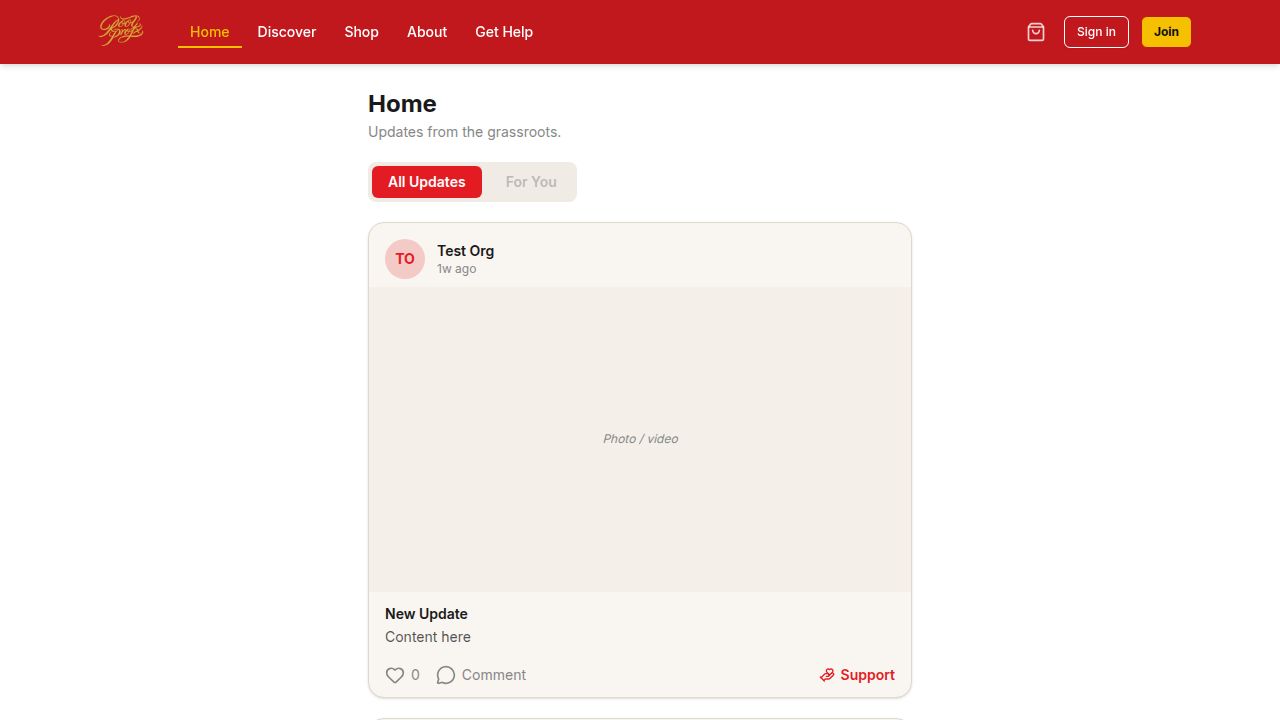 Home
Discover
Shop
About
Get Help
Sign in
Join
Home
Updates from the grassroots.
All Updates
For You
TO
Test Org
1w ago
Photo / video
New Update
Content here
0
Comment
Support